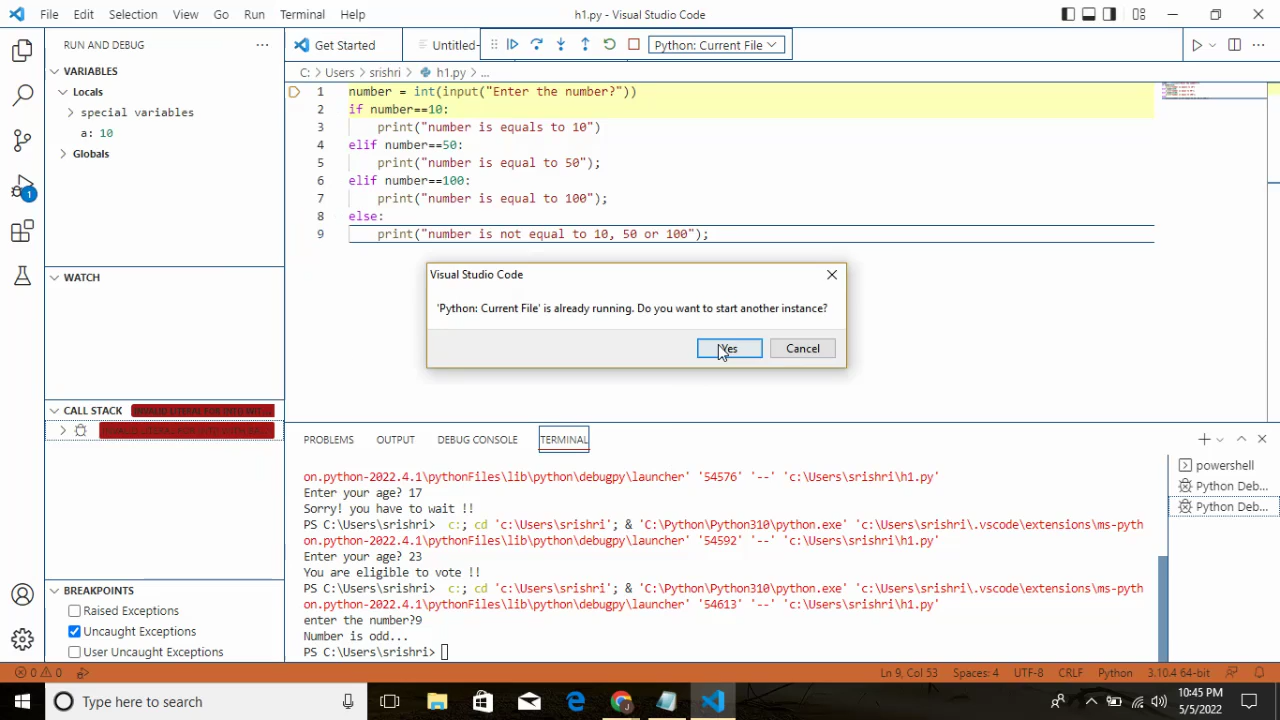 File Edit Selection View Go Run Terminal Help h1.py - Visual Studio Code
RUN AND DEBUG
Get Started Untitled- Python: Current File
C: > Users > srishri > h1.py > ...
VARIABLES
Locals
special variables
a: 10
Globals
WATCH
CALL STACK
BREAKPOINTS
Raised Exceptions
Uncaught Exceptions
User Uncaught Exceptions
1 number = int(input("Enter the number?"))
2 if number==10:
3 print("number is equals to 10")
4 elif number==50:
5 print("number is equal to 50");
6 elif number==100:
7 print("number is equal to 100");
8 else:
9 print("number is not equal to 10, 50 or 100");
Visual Studio Code
'Python: Current File' is already running. Do you want to start another instance?
Yes Cancel
PROBLEMS OUTPUT DEBUG CONSOLE TERMINAL
on.python-2022.4.1\pythonFiles\lib\python\debugpy\launcher' '54576' '--' 'c:\Users\srishri\h1.py'
Enter your age? 17
Sorry! you have to wait !!
PS C:\Users\srishri> c:; cd 'c:\Users\srishri'; & 'C:\Python\Python310\python.exe' 'c:\Users\srishri\.vscode\extensions\ms-pyth
on.python-2022.4.1\pythonFiles\lib\python\debugpy\launcher' '54592' '--' 'c:\Users\srishri\h1.py'
Enter your age? 23
You are eligible to vote !!
PS C:\Users\srishri> c:; cd 'c:\Users\srishri'; & 'C:\Python\Python310\python.exe' 'c:\Users\srishri\.vscode\extensions\ms-pyth
on.python-2022.4.1\pythonFiles\lib\python\debugpy\launcher' '54613' '--' 'c:\Users\srishri\h1.py'
enter the number?9
Number is odd...
PS C:\Users\srishri>
powershell
Python Deb...
Python Deb...
1
0 0 Ln 9, Col 53 Spaces: 4 UTF-8 CRLF Python 3.10.4 64-bit
Type here to search
10:45 PM
5/5/2022